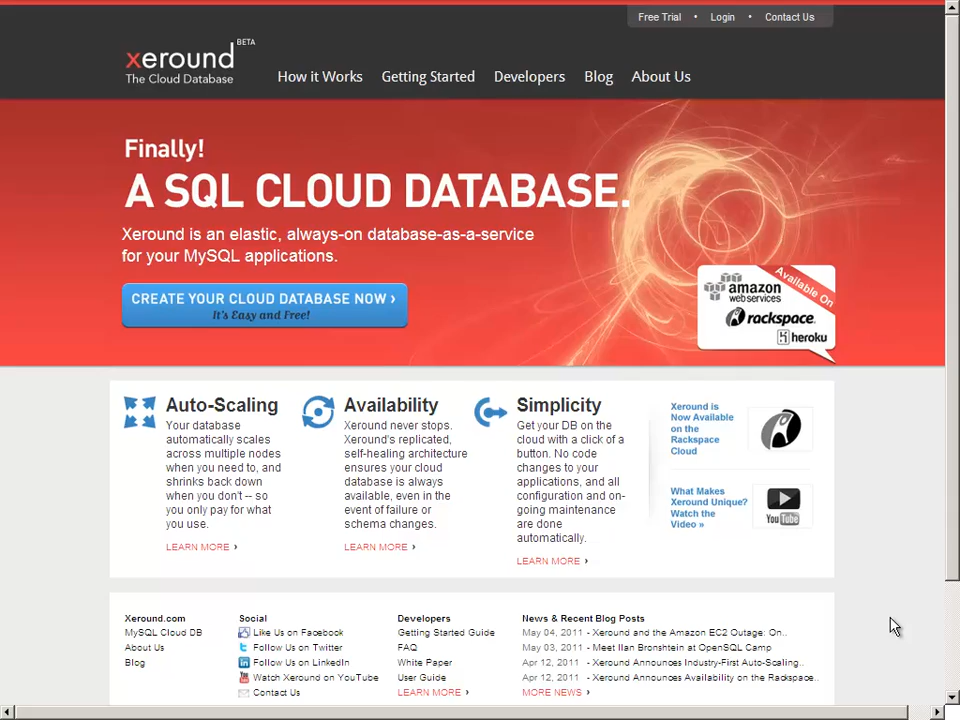 Free Trial • Login • Contact Us
xeround BETA
The Cloud Database
How it Works Getting Started Developers Blog About Us
Finally!
A SQL CLOUD DATABASE.
Xeround is an elastic, always-on database-as-a-service
for your MySQL applications.
CREATE YOUR CLOUD DATABASE NOW ›
It's Easy and Free!
Available On
amazon
web services
rackspace.
heroku
Auto-Scaling
Your database
automatically scales
across multiple nodes
when you need to, and
shrinks back down
when you don't -- so
you only pay for what
you use.
LEARN MORE ›
Availability
Xeround never stops.
Xeround's replicated,
self-healing architecture
ensures your cloud
database is always
available, even in the
event of failure or
schema changes.
LEARN MORE ›
Simplicity
Get your DB on the
cloud with a click of a
button. No code
changes to your
applications, and all
configuration and on-
going maintenance
are done
automatically.
LEARN MORE ›
Xeround is
Now Available
on the
Rackspace
Cloud
What Makes
Xeround Unique?
Watch the
Video »
YouTube
Xeround.com
MySQL Cloud DB
About Us
Blog
Social
Like Us on Facebook
Follow Us on Twitter
Follow Us on LinkedIn
Watch Xeround on YouTube
Contact Us
Developers
Getting Started Guide
FAQ
White Paper
User Guide
LEARN MORE ›
News & Recent Blog Posts
May 04, 2011 - Xeround and the Amazon EC2 Outage: On..
May 03, 2011 - Meet Ilan Bronshtein at OpenSQL Camp
Apr 12, 2011 - Xeround Announces Industry-First Auto-Scaling..
Apr 12, 2011 - Xeround Announces Availability on the Rackspace..
MORE NEWS ›